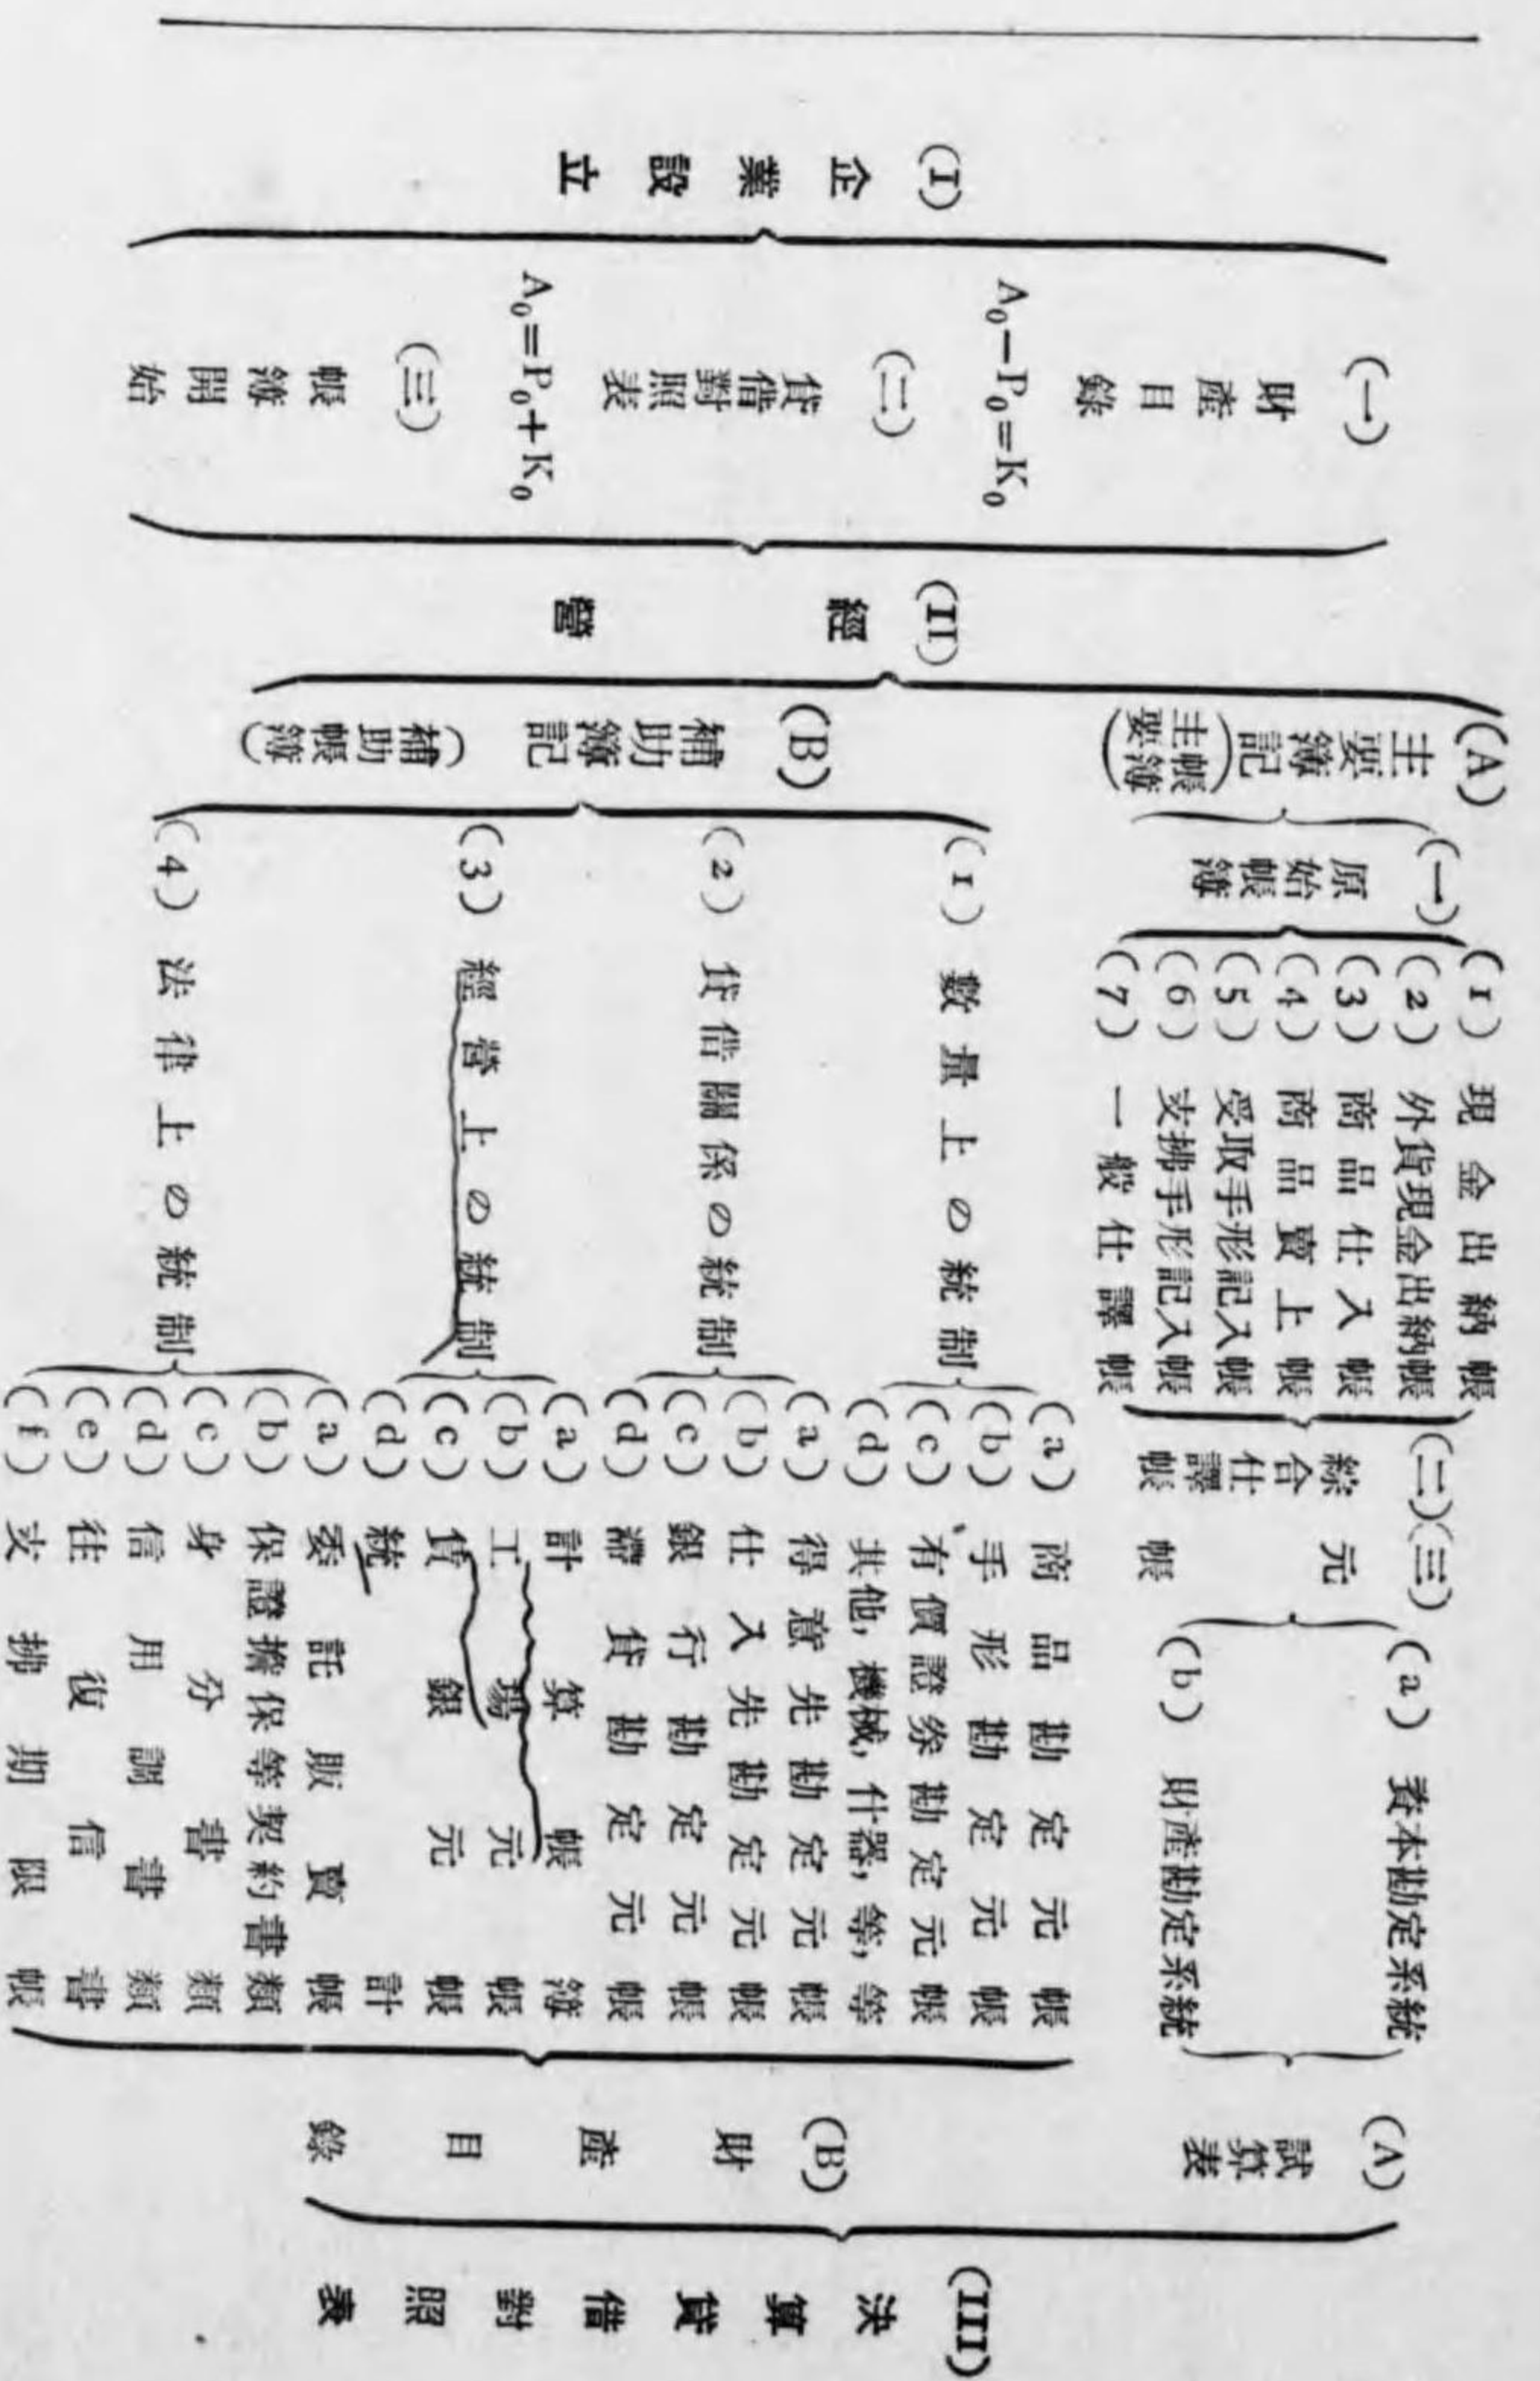 (I) 企業設立
(一) 財產目錄
A₀−P₀=K₀
(二) 貸借對照表
A₀=P₀+K₀
(三) 帳簿開始
(II) 經營
(A) 主要簿記(主要帳簿)
(一) 原始帳簿
(1) 現金出納帳
(2) 外貨現金出納帳
(3) 商品仕入帳
(4) 商品賣上帳
(5) 受取手形記入帳
(6) 支拂手形記入帳
(7) 一般仕譯帳
(二) 綜合仕譯帳
(三) 元帳
(a) 資本勘定系統
(b) 財產勘定系統
(B) 補助簿記(補助帳簿)
(1) 數量上の統制
(a) 商品勘定元帳
(b) 手形勘定元帳
(c) 有價證券勘定元帳
(d) 其他, 機械, 什器, 等, 等
(2) 貸借關係の統制
(a) 得意先勘定元帳
(b) 仕入先勘定元帳
(c) 銀行勘定元帳
(d) 滯貸勘定元帳
(3) 經營上の統制
(a) 計算帳簿
(b) 工場元帳
(c) 賃銀元帳
(d) 統計
(4) 法律上の統制
(a) 委託販賣帳
(b) 保證擔保等契約書類
(c) 身分書類
(d) 信用調書類
(e) 往復信書
(f) 支拂期限帳
(A) 試算表
(B) 財產目錄
(III) 決算貸借對照表